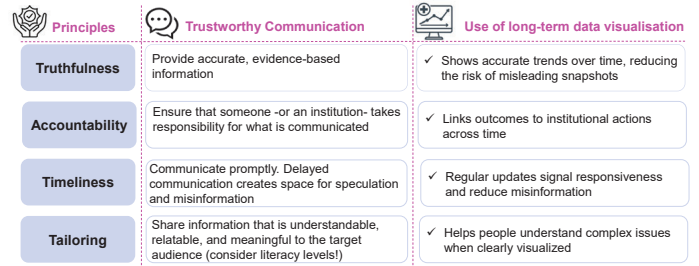 Principles
Trustworthy Communication
Use of long-term data visualisation
Truthfulness
Provide accurate, evidence-based
information
✓ Shows accurate trends over time, reducing
the risk of misleading snapshots
Accountability
Ensure that someone -or an institution- takes
responsibility for what is communicated
✓ Links outcomes to institutional actions
across time
Timeliness
Communicate promptly. Delayed
communication creates space for speculation
and misinformation
✓ Regular updates signal responsiveness
and reduce misinformation
Tailoring
Share information that is understandable,
relatable, and meaningful to the target
audience (consider literacy levels!)
✓ Helps people understand complex issues
when clearly visualized